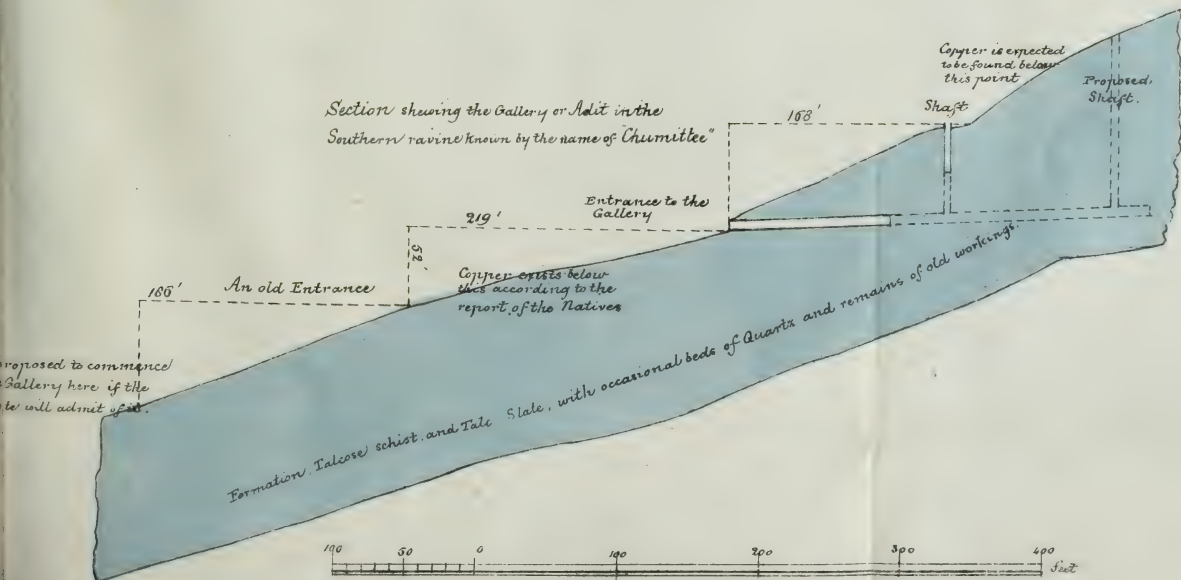 Section shewing the Gallery or Adit in the
Southern ravine known by the name of "Chumittee"
Copper is expected
to be found below
this point
Shaft
Proposed
Shaft.
168'
Entrance to the
Gallery
219'
52'
An old Entrance
186'
Copper exists below
this according to the
report of the Natives
proposed to commence
Gallery here if the
will admit of it.
Formation, Talcose schist, and Talc Slate, with occasional beds of Quartz and remains of old workings.
100 50 0 100 200 300 400 feet